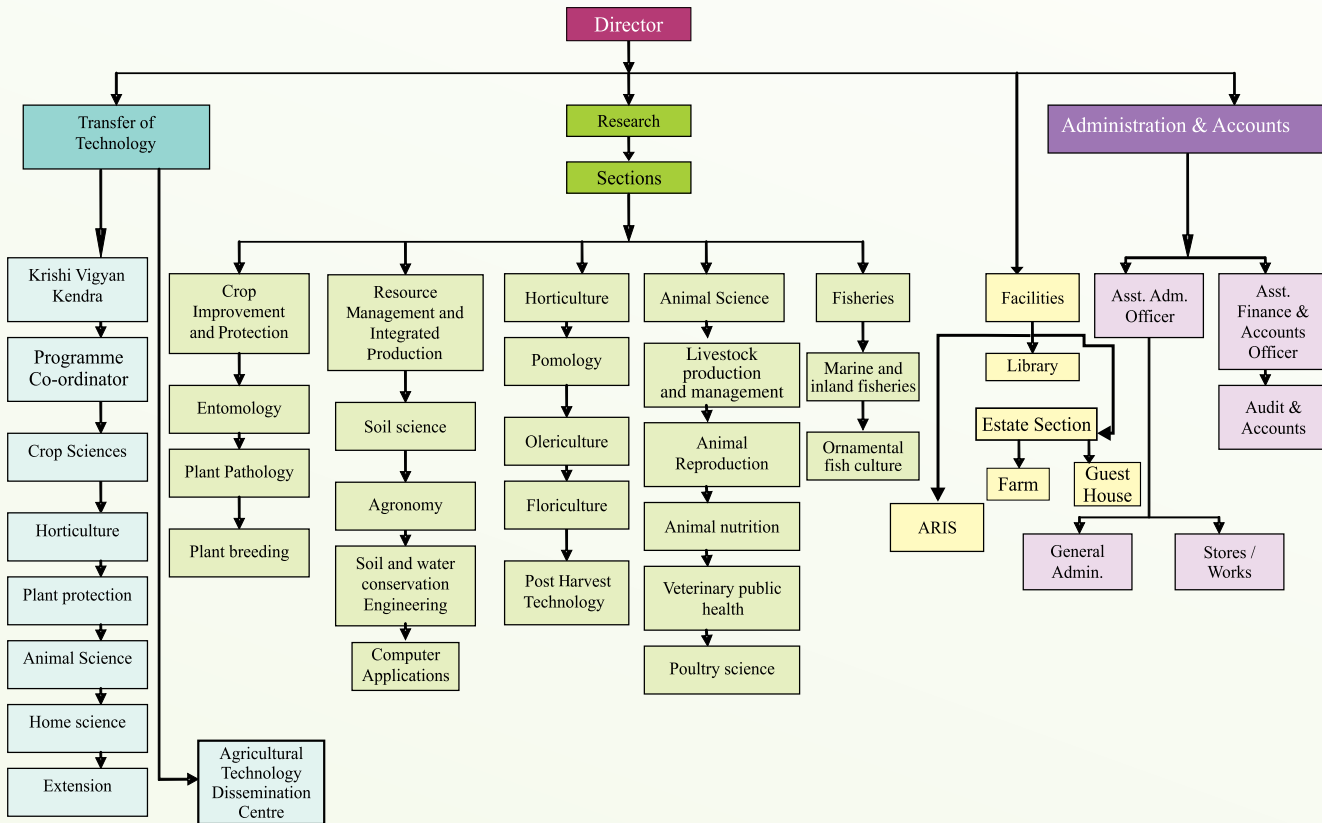 Director
Transfer of
Technology
Research
Administration & Accounts
Sections
Krishi Vigyan
Kendra
Programme
Co-ordinator
Crop Sciences
Horticulture
Plant protection
Animal Science
Home science
Extension
Agricultural
Technology
Dissemination
Centre
Crop
Improvement
and Protection
Entomology
Plant Pathology
Plant breeding
Resource
Management and
Integrated
Production
Soil science
Agronomy
Soil and water
conservation
Engineering
Computer
Applications
Horticulture
Pomology
Olericulture
Floriculture
Post Harvest
Technology
Animal Science
Livestock
production
and management
Animal
Reproduction
Animal nutrition
Veterinary public
health
Poultry science
Fisheries
Marine and
inland fisheries
Ornamental
fish culture
Facilities
Library
Estate Section
Farm
Guest
House
ARIS
Asst. Adm.
Officer
General
Admin.
Stores /
Works
Asst.
Finance &
Accounts
Officer
Audit &
Accounts